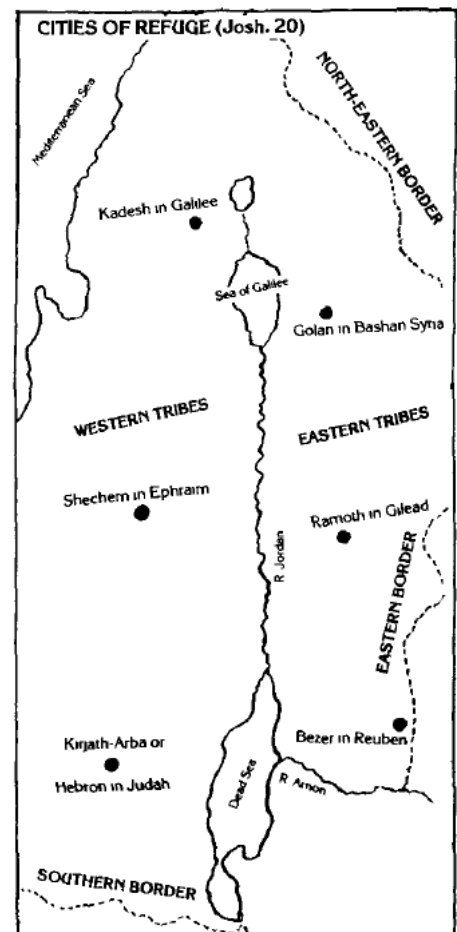 CITIES OF REFUGE (Josh. 20)
Mediterranean Sea
NORTH-EASTERN BORDER
Kadesh in Galilee
Sea of Galilee
Golan in Bashan Syria
WESTERN TRIBES
EASTERN TRIBES
Shechem in Ephraim
Ramoth in Gilead
R Jordan
EASTERN BORDER
Kirjath-Arba or
Hebron in Judah
Bezer in Reuben
Dead Sea
R Arnon
SOUTHERN BORDER